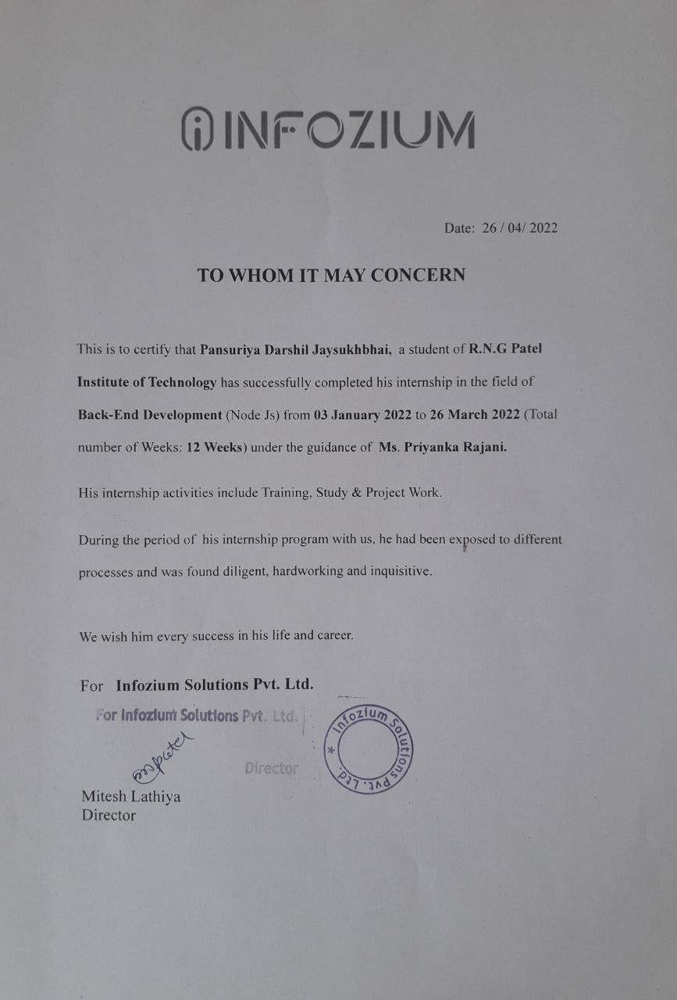 INFOZIUM
Date: 26 / 04/ 2022
TO WHOM IT MAY CONCERN
This is to certify that Pansuriya Darshil Jaysukhbhai, a student of R.N.G Patel
Institute of Technology has successfully completed his internship in the field of
Back-End Development (Node Js) from 03 January 2022 to 26 March 2022 (Total
number of Weeks: 12 Weeks) under the guidance of Ms. Priyanka Rajani.
His internship activities include Training, Study & Project Work.
During the period of his internship program with us, he had been exposed to different
processes and was found diligent, hardworking and inquisitive.
We wish him every success in his life and career.
For Infozium Solutions Pvt. Ltd.
For Infozium Solutions Pvt. Ltd.
Infozium Solutions Pvt. Ltd. *
Director
Mitesh Lathiya
Director